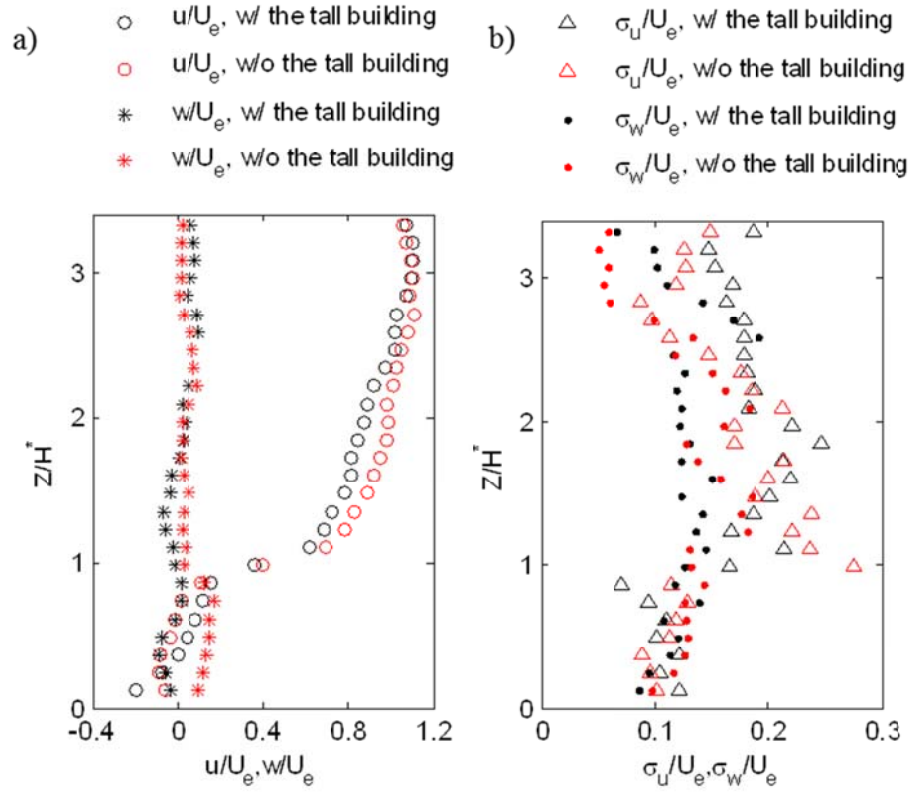 a)
u/Uₑ, w/ the tall building
u/Uₑ, w/o the tall building
w/Uₑ, w/ the tall building
w/Uₑ, w/o the tall building
Z/H*
3
2
1
0
-0.4 0 0.4 0.8 1.2
u/Uₑ,w/Uₑ
b)
σᵤ/Uₑ, w/ the tall building
σᵤ/Uₑ, w/o the tall building
σ_w/Uₑ, w/ the tall building
σ_w/Uₑ, w/o the tall building
Z/H*
3
2
1
0
0 0.1 0.2 0.3
σᵤ/Uₑ,σ_w/Uₑ